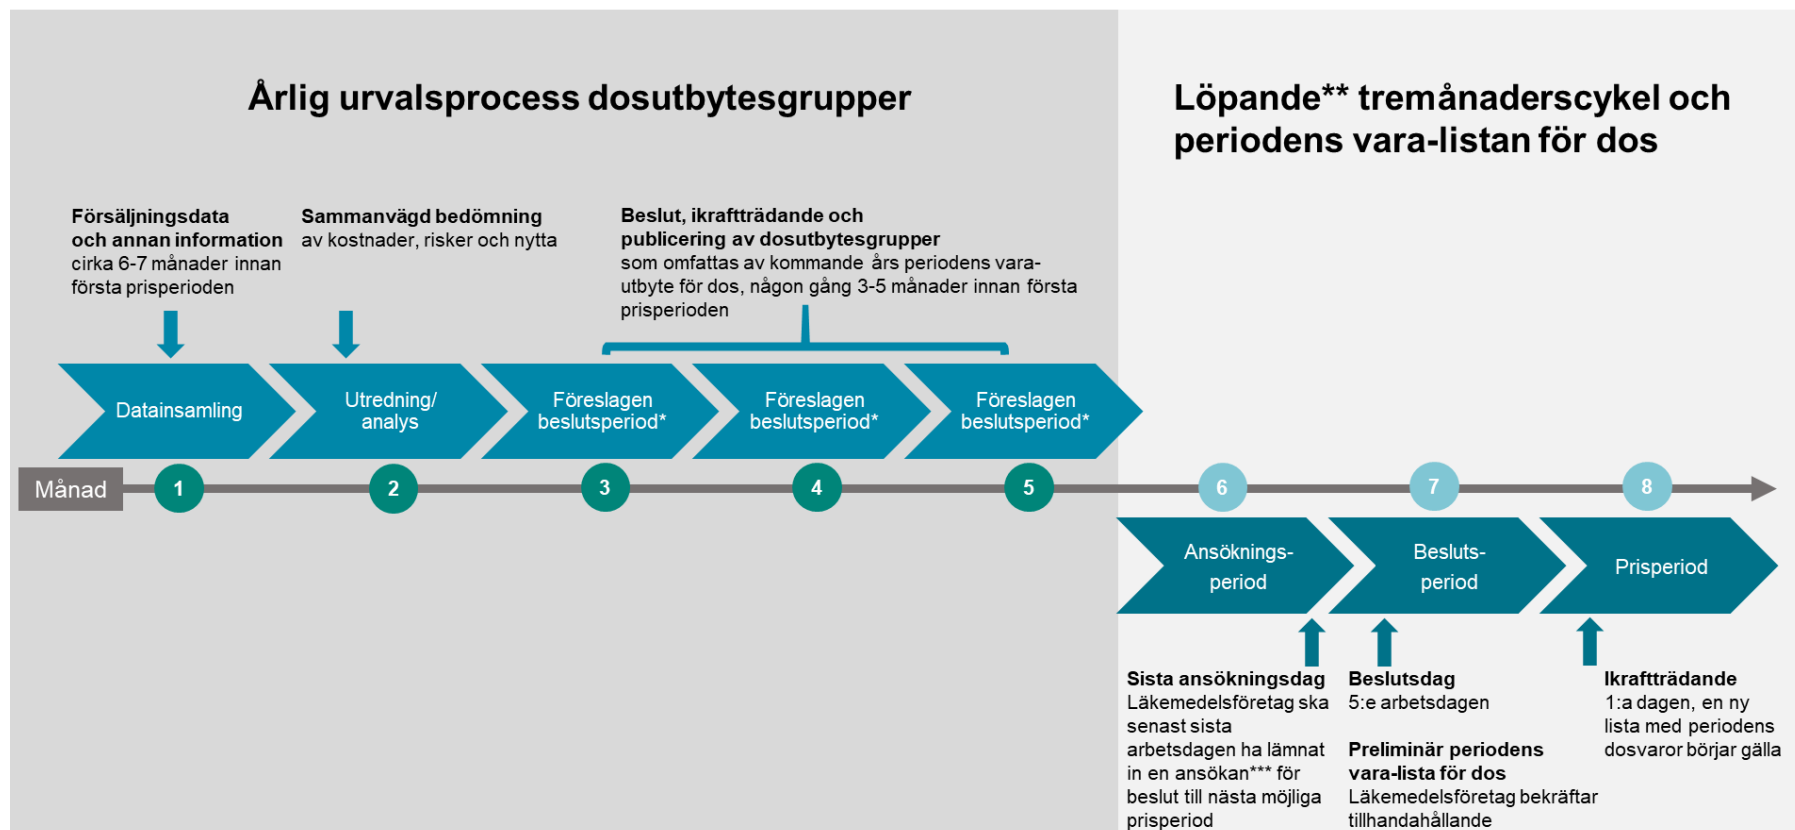 Årlig urvalsprocess dosutbytesgrupper
Löpande** tremånaderscykel och
periodens vara-listan för dos
Försäljningsdata
och annan information
cirka 6-7 månader innan
första prisperioden
Sammanvägd bedömning
av kostnader, risker och nytta
Beslut, ikraftträdande och
publicering av dosutbytesgrupper
som omfattas av kommande års periodens vara-
utbyte för dos, någon gång 3-5 månader innan första
prisperioden
Datainsamling
Utredning/
analys
Föreslagen
beslutsperiod*
Föreslagen
beslutsperiod*
Föreslagen
beslutsperiod*
Månad
1
2
3
4
5
6
7
8
Ansöknings-
period
Besluts-
period
Prisperiod
Sista ansökningsdag
Läkemedelsföretag ska
senast sista
arbetsdagen ha lämnat
in en ansökan*** för
beslut till nästa möjliga
prisperiod
Beslutsdag
5:e arbetsdagen
Preliminär periodens
vara-lista för dos
Läkemedelsföretag bekräftar
tillhandahållande
Ikraftträdande
1:a dagen, en ny
lista med periodens
dosvaror börjar gälla